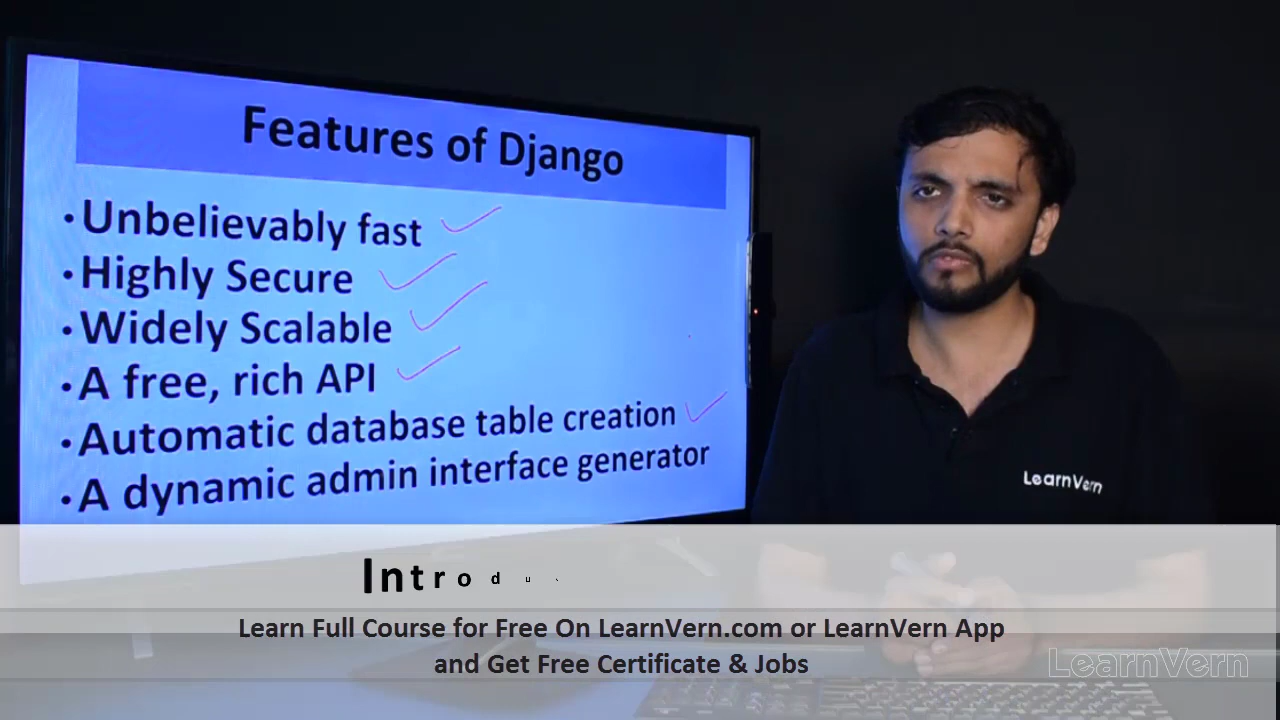 Features of Django
• Unbelievably fast
• Highly Secure
• Widely Scalable
• A free, rich API
• Automatic database table creation
• A dynamic admin interface generator
LearnVern
Introdu
Learn Full Course for Free On LearnVern.com or LearnVern App
and Get Free Certificate & Jobs
LearnVern